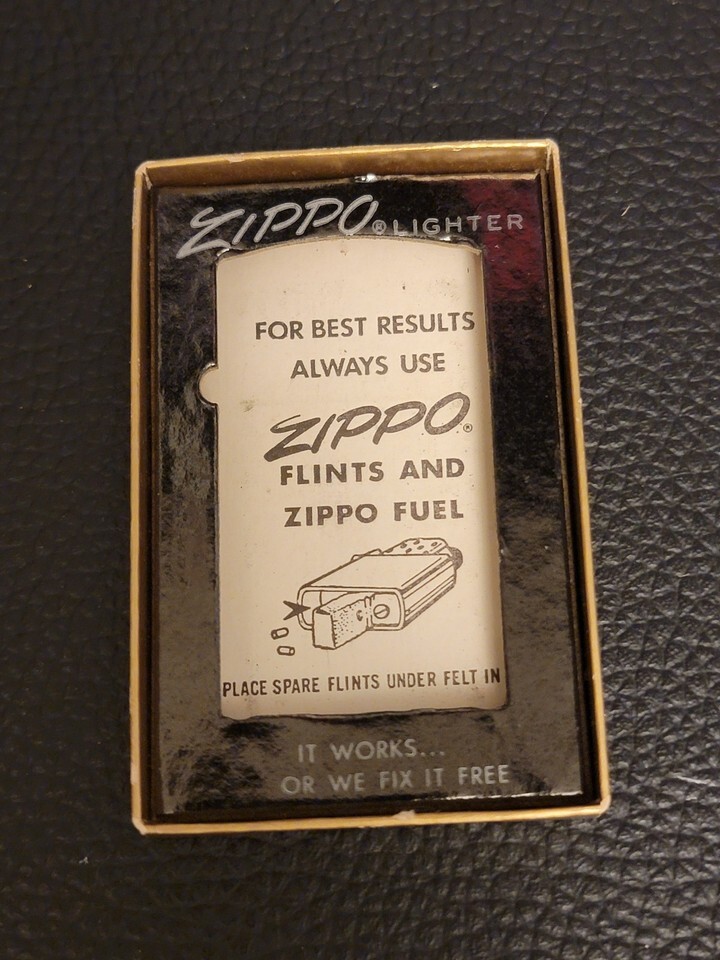 ZIPPO® LIGHTER
FOR BEST RESULTS
ALWAYS USE
ZIPPO®
FLINTS AND
ZIPPO FUEL
PLACE SPARE FLINTS UNDER FELT IN
IT WORKS...
OR WE FIX IT FREE